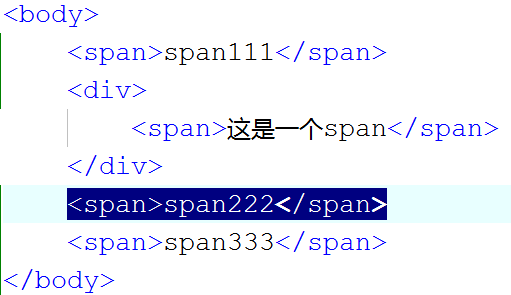 <body>
    <span>span111</span>
    <div>
        <span>这是一个span</span>
    </div>
    <span>span222</span>
    <span>span333</span>
</body>